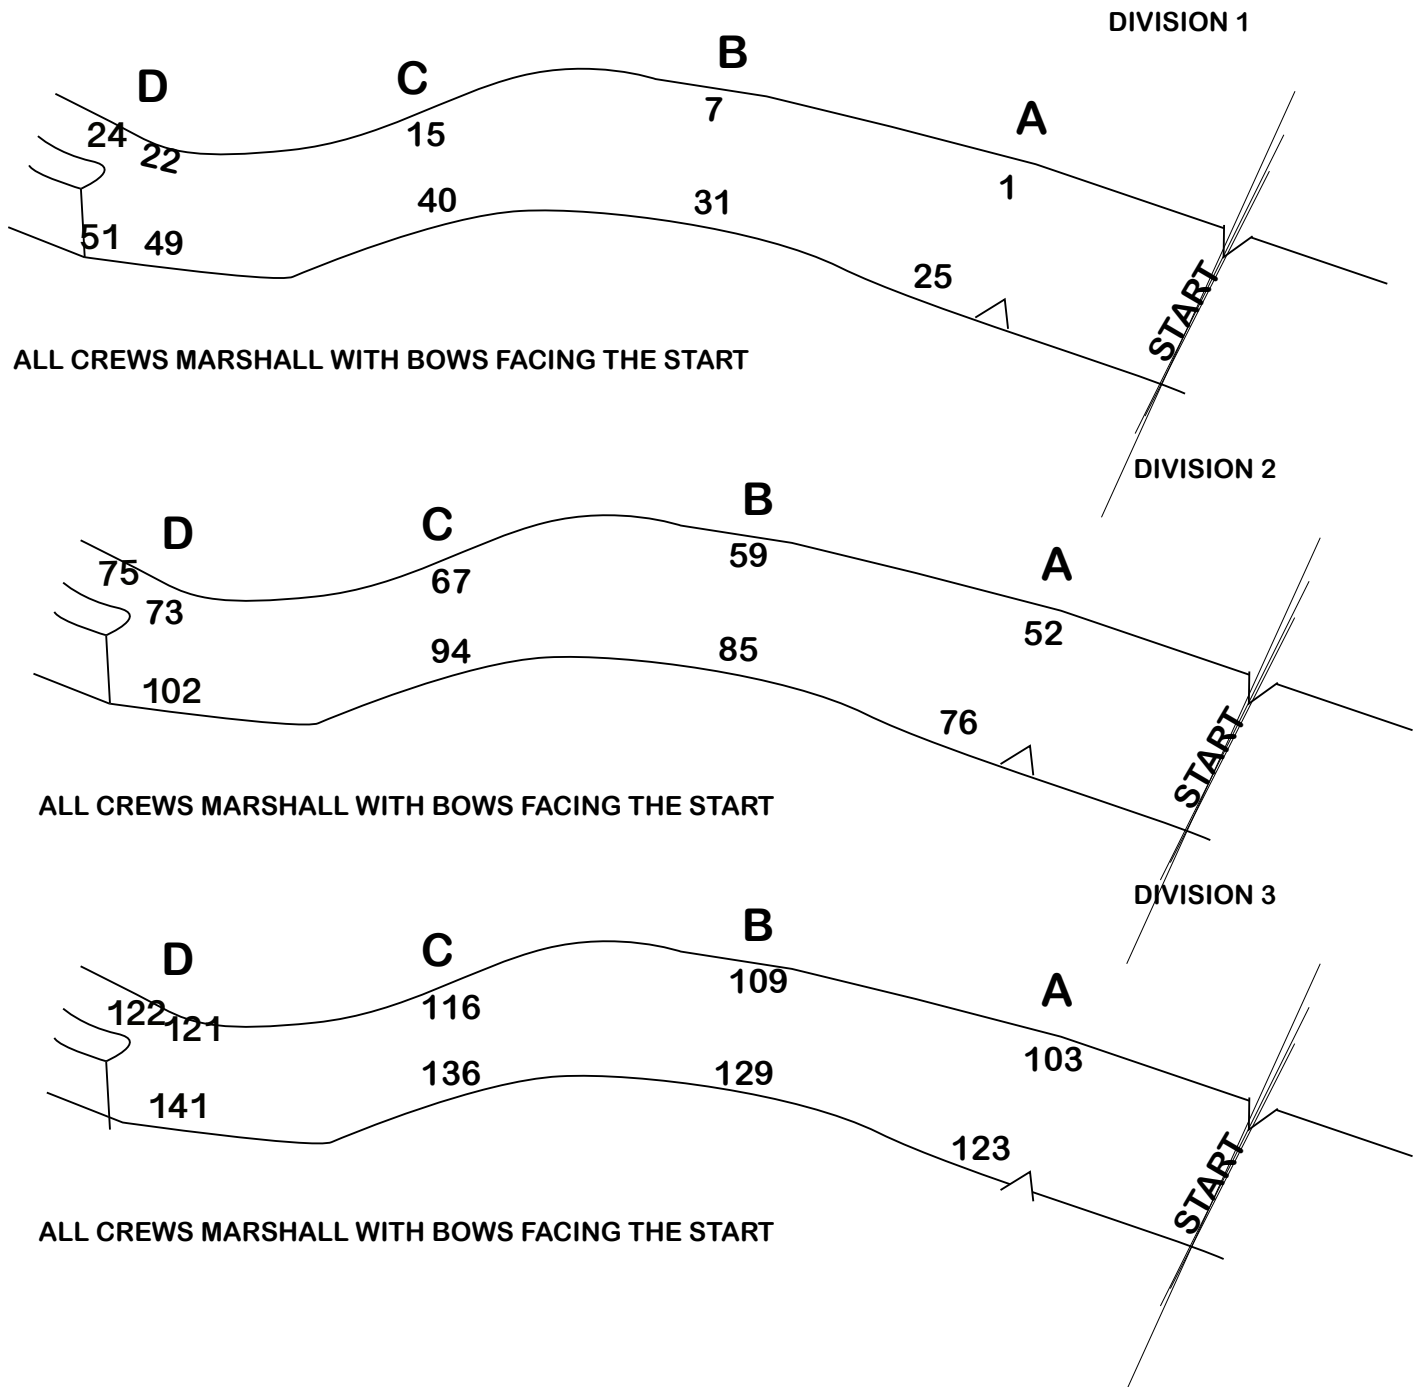 DIVISION 1
B
D
C
A
7
24
15
22
1
40
31
51
49
25
START
ALL CREWS MARSHALL WITH BOWS FACING THE START
DIVISION 2
B
D
C
A
59
75
67
73
52
94
85
102
76
START
ALL CREWS MARSHALL WITH BOWS FACING THE START
DIVISION 3
B
D
C
A
109
122
116
121
103
136
129
141
123
START
ALL CREWS MARSHALL WITH BOWS FACING THE START